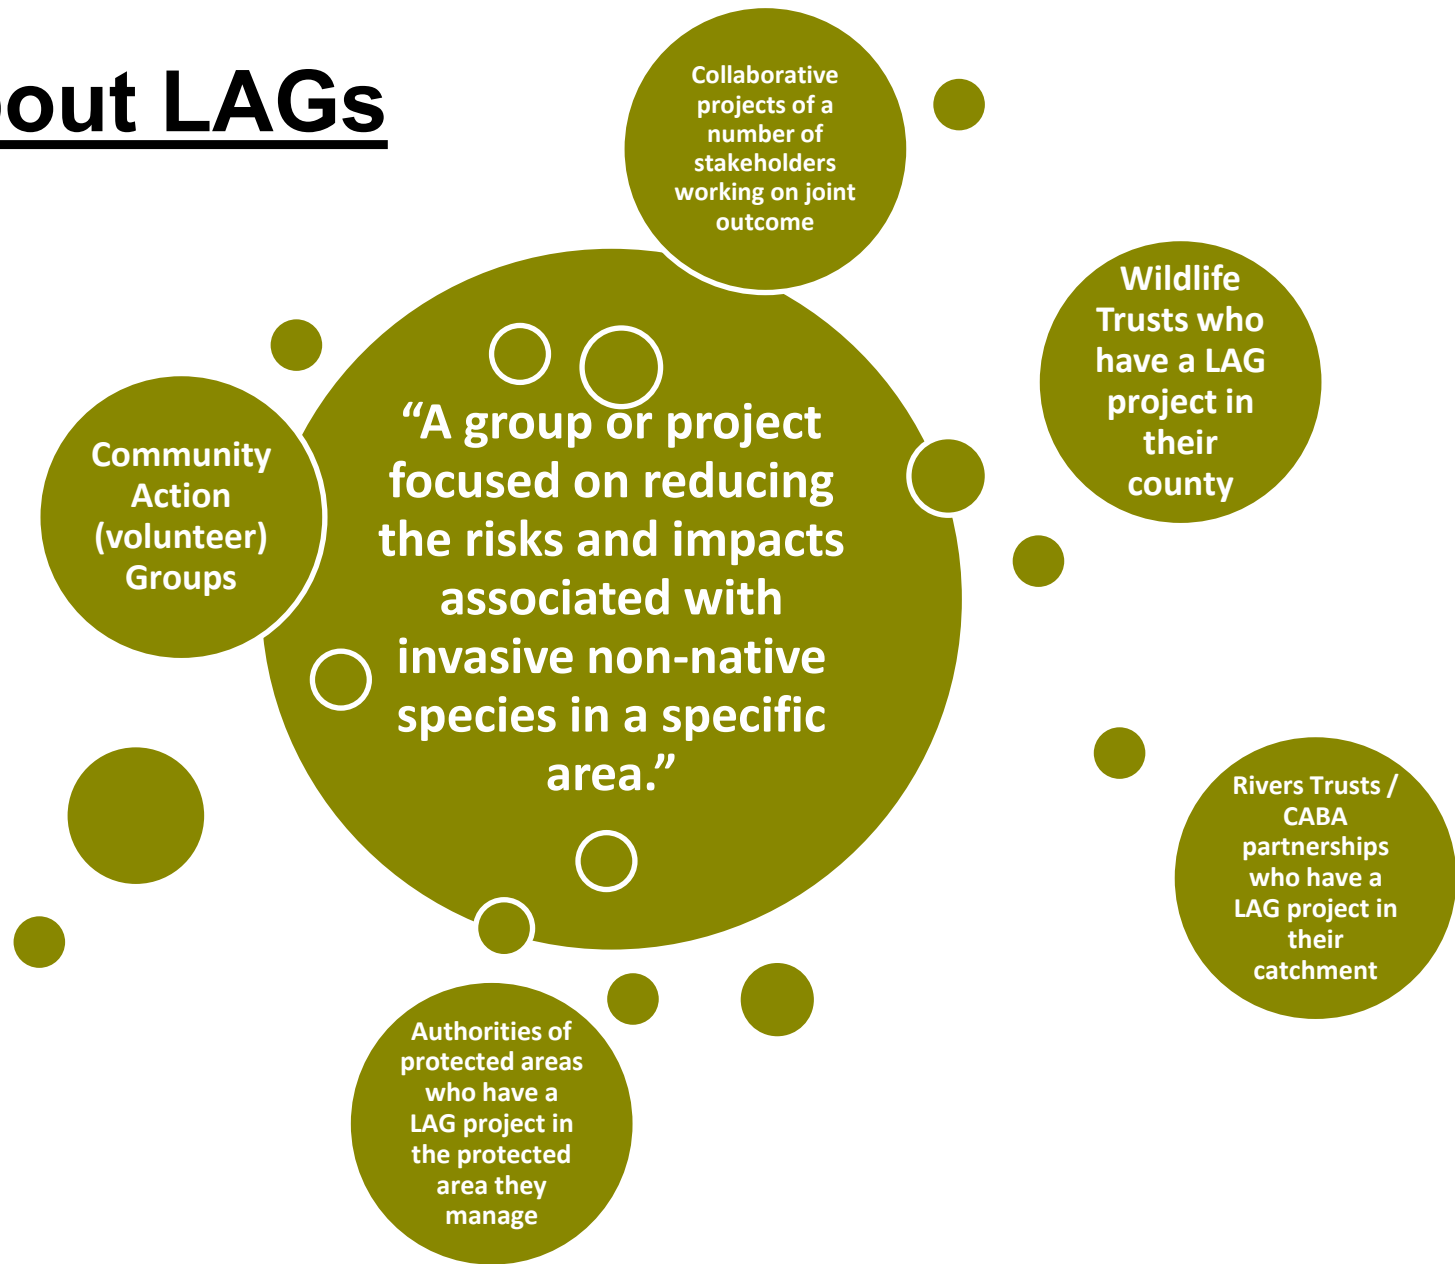 out LAGs
Collaborative
projects of a
number of
stakeholders
working on joint
outcome
Wildlife
Trusts who
have a LAG
project in
their
county
Community
Action
(volunteer)
Groups
“A group or project
focused on reducing
the risks and impacts
associated with
invasive non-native
species in a specific
area.”
Rivers Trusts /
CABA
partnerships
who have a
LAG project in
their
catchment
Authorities of
protected areas
who have a
LAG project in
the protected
area they
manage